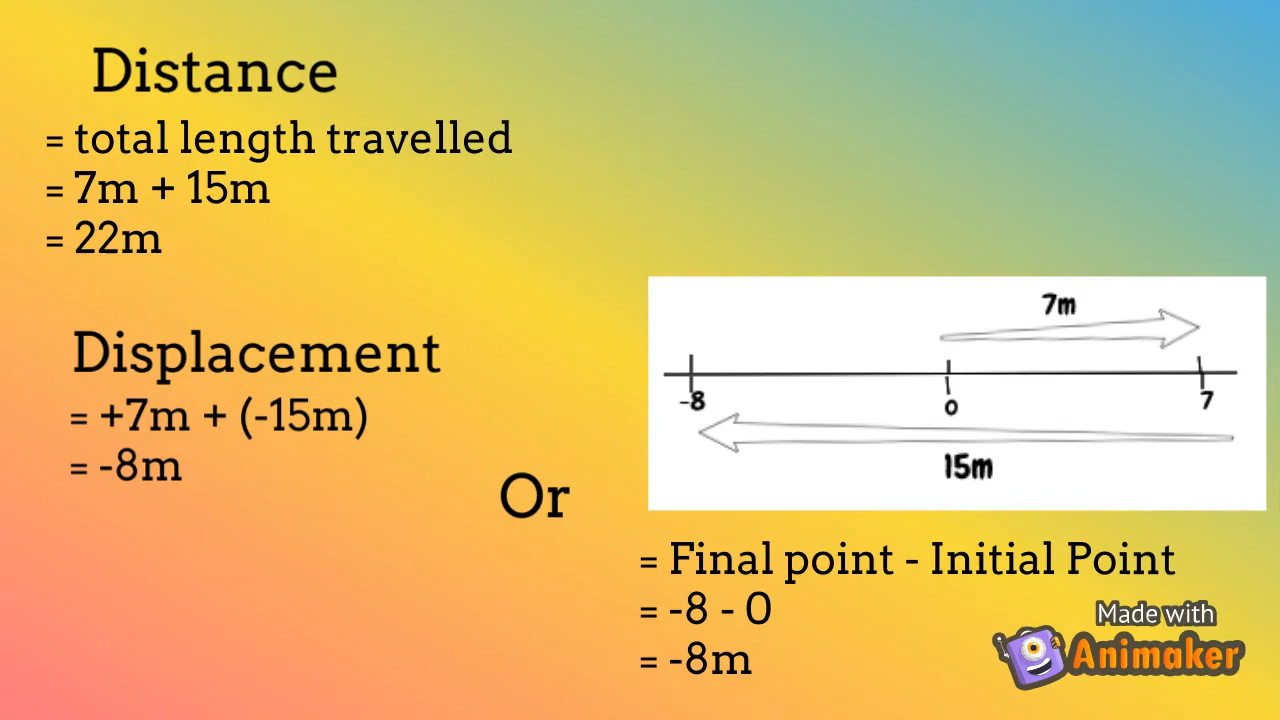 Distance
= total length travelled
= 7m + 15m
= 22m
Displacement
= +7m + (-15m)
= -8m
Or
7m
-8
0
7
15m
= Final point - Initial Point
= -8 - 0
= -8m
Made with
Animaker